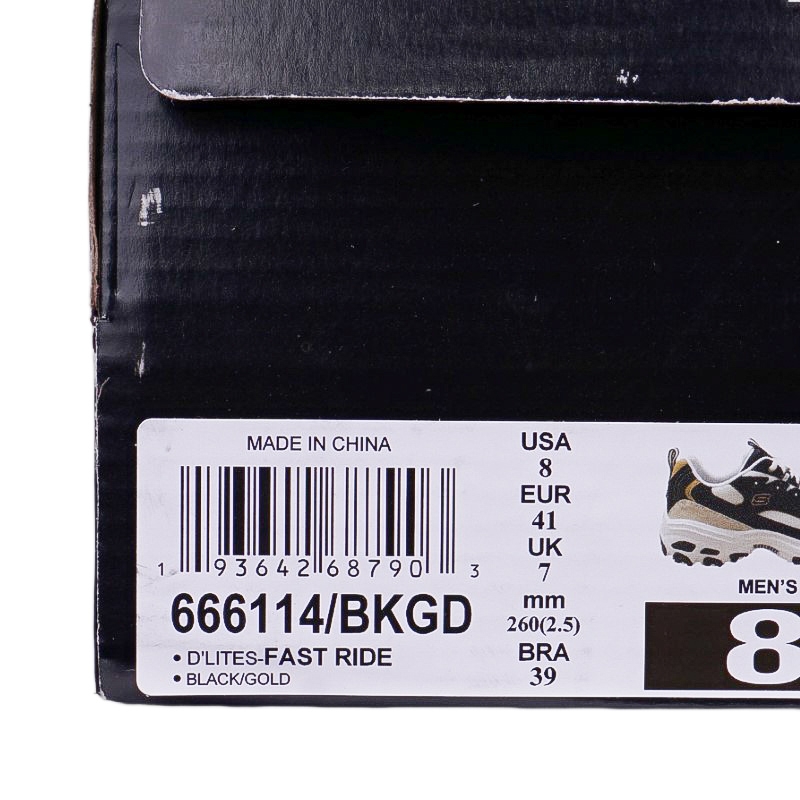 MADE IN CHINA
1 93642 68790 3
666114/BKGD
• D'LITES-FAST RIDE
• BLACK/GOLD
USA
8
EUR
41
UK
7
mm
260(2.5)
BRA
39
MEN'S
8